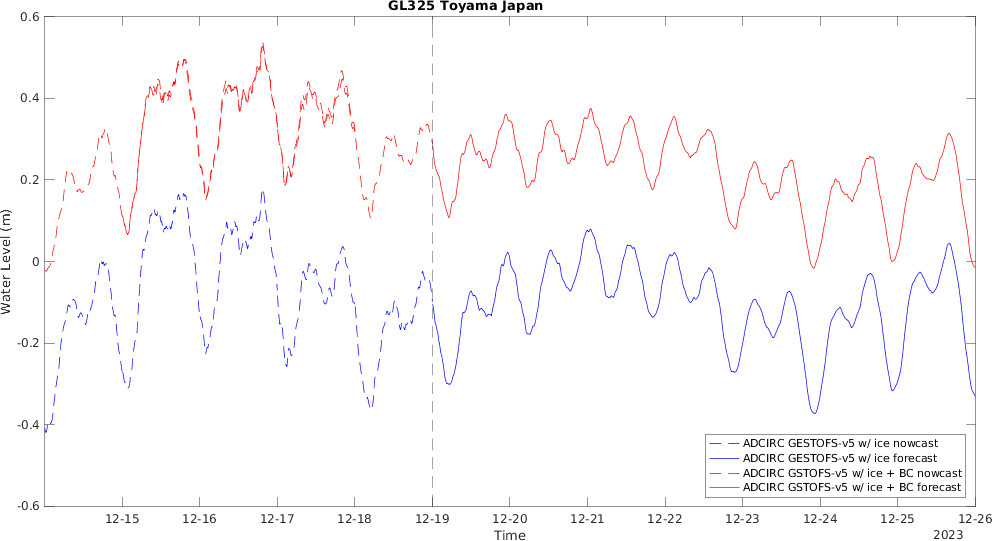 GL325 Toyama Japan
0.6
0.4
0.2
0
-0.2
-0.4
-0.6
Water Level (m)
ADCIRC GESTOFS-v5 w/ ice nowcast
ADCIRC GESTOFS-v5 w/ ice forecast
ADCIRC GSTOFS-v5 w/ ice + BC nowcast
ADCIRC GSTOFS-v5 w/ ice + BC forecast
12-15 12-16 12-17 12-18 12-19 12-20 12-21 12-22 12-23 12-24 12-25 12-26
Time
2023